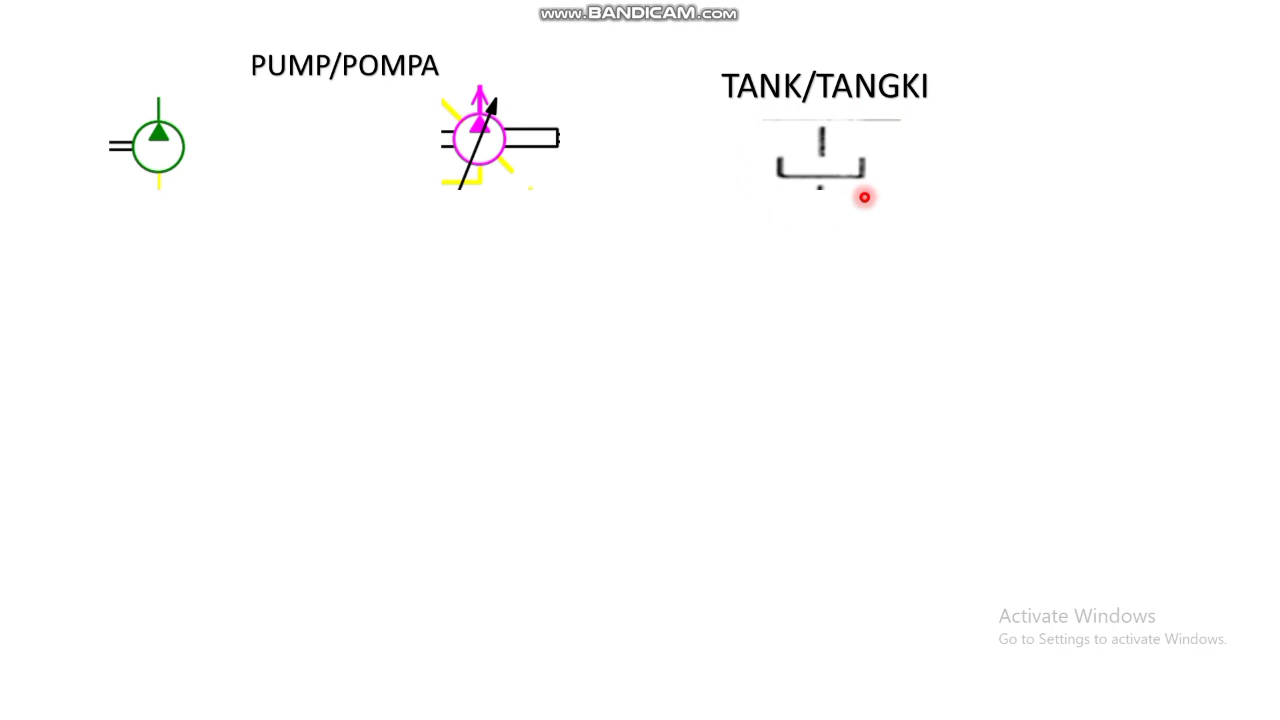 www.BANDICAM.com
PUMP/POMPA
TANK/TANGKI
Activate Windows
Go to Settings to activate Windows.